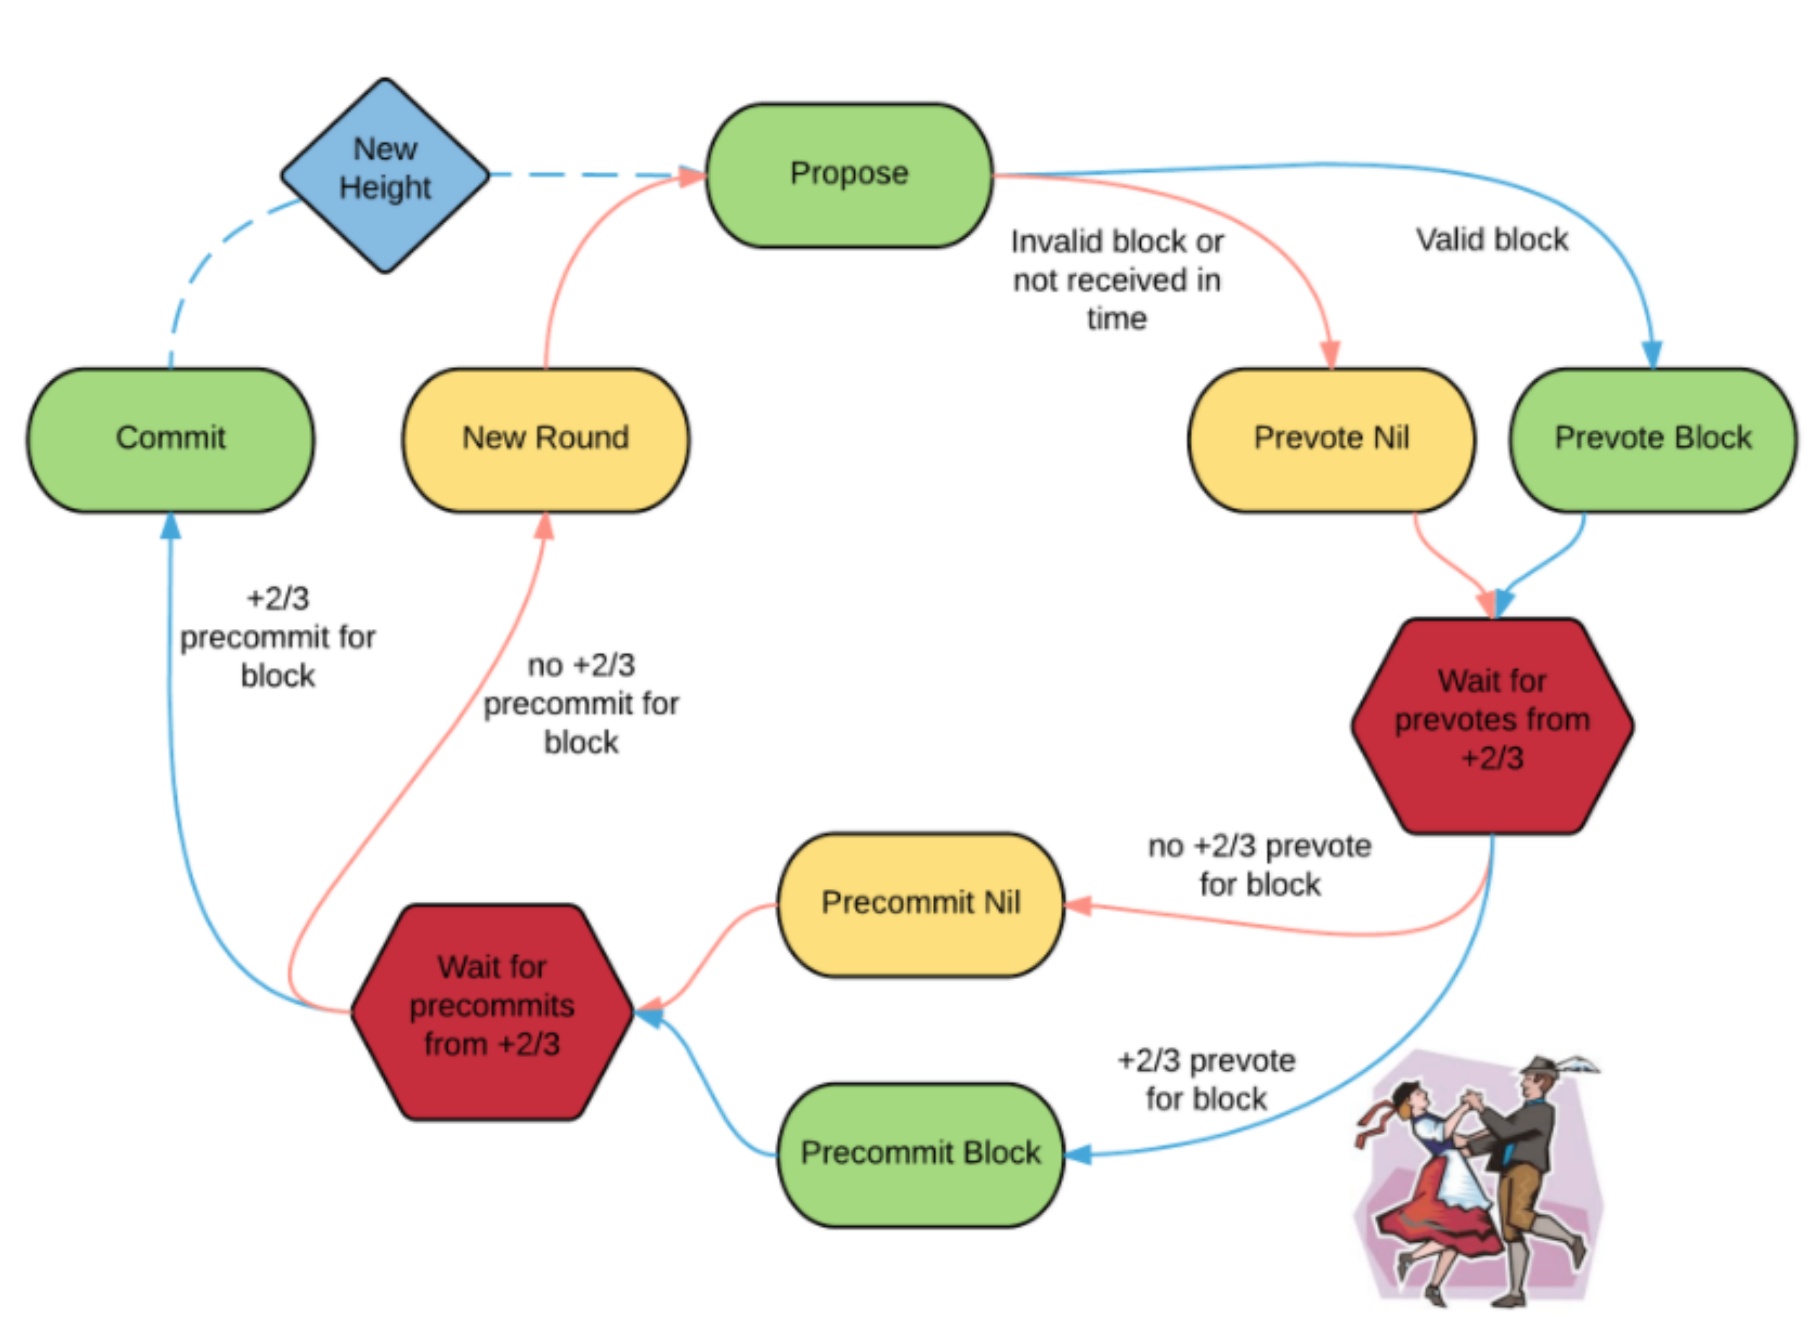 New
Height
Propose
Invalid block or
not received in
time
Valid block
Commit
New Round
Prevote Nil
Prevote Block
+2/3
precommit for
block
no +2/3
precommit for
block
Wait for
prevotes from
+2/3
no +2/3 prevote
for block
Precommit Nil
Wait for
precommits
from +2/3
+2/3 prevote
for block
Precommit Block